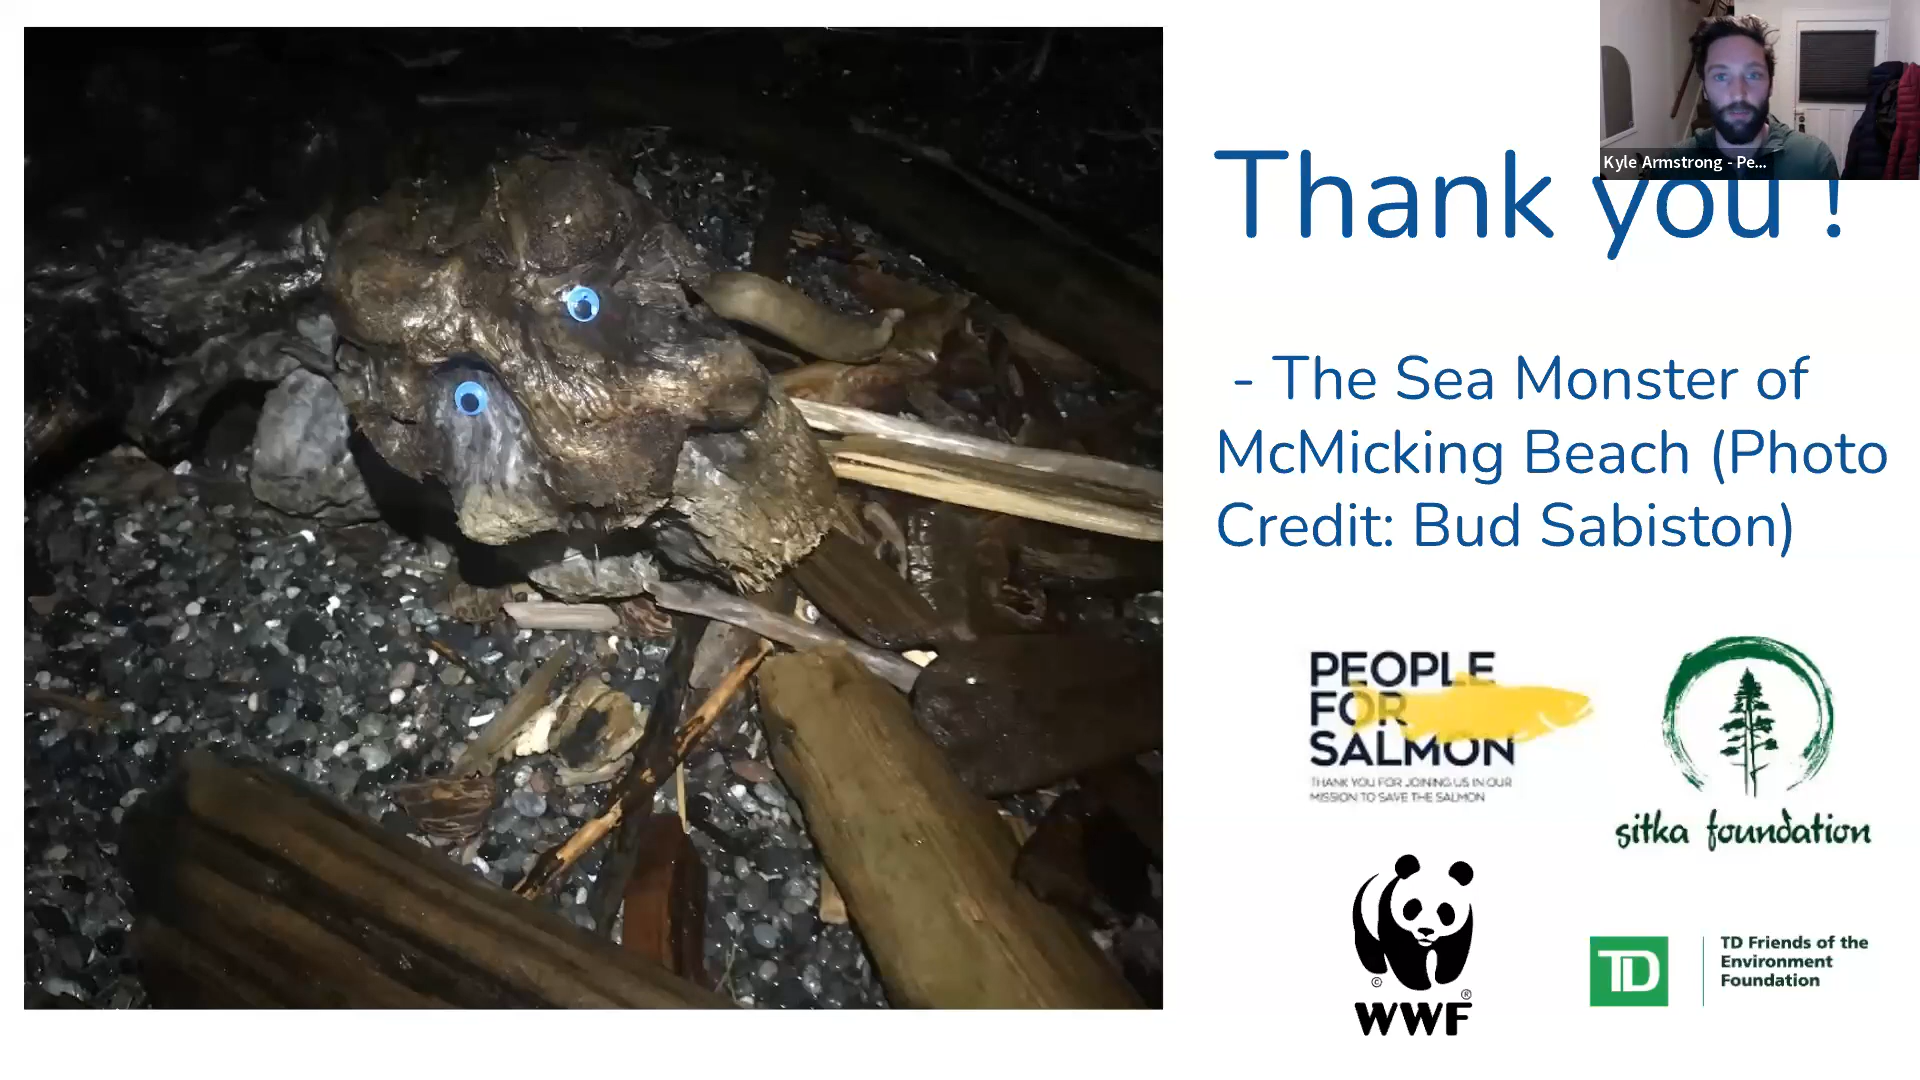 Kyle Armstrong - Pe...
Thank you !
- The Sea Monster of
McMicking Beach (Photo
Credit: Bud Sabiston)
PEOPLE
FOR
SALMON
THANK YOU FOR JOINING US IN OUR
MISSION TO SAVE THE SALMON
sitka foundation
©
®
WWF
TD
TD Friends of the
Environment
Foundation